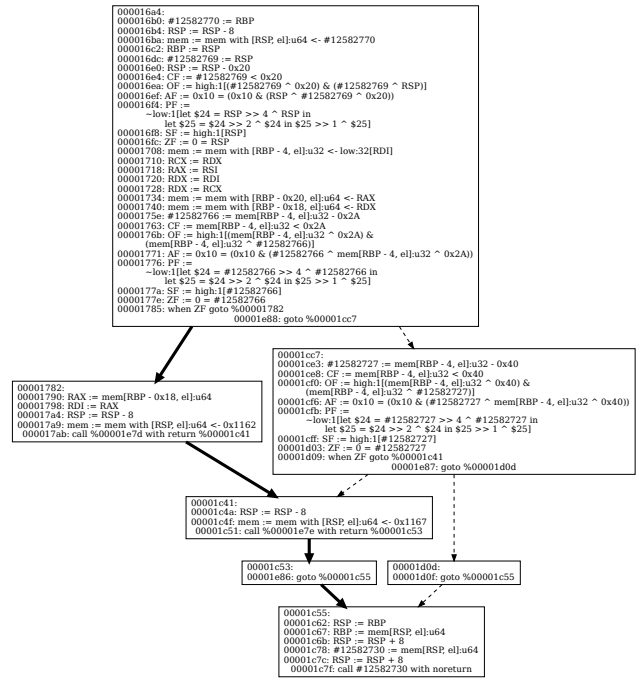 000016a4:
000016b0: #12582770 := RBP
000016b4: RSP := RSP - 8
000016ba: mem := mem with [RSP, el]:u64 <- #12582770
000016c2: RBP := RSP
000016dc: #12582769 := RSP
000016e0: RSP := RSP - 0x20
000016e4: CF := #12582769 < 0x20
000016ea: OF := high:1[(#12582769 ^ 0x20) & (#12582769 ^ RSP)]
000016ef: AF := 0x10 = (0x10 & (RSP ^ #12582769 ^ 0x20))
000016f4: PF :=
~low:1[let $24 = RSP >> 4 ^ RSP in
let $25 = $24 >> 2 ^ $24 in $25 >> 1 ^ $25]
000016f8: SF := high:1[RSP]
000016fc: ZF := 0 = RSP
00001708: mem := mem with [RBP - 4, el]:u32 <- low:32[RDI]
00001710: RCX := RDX
00001718: RAX := RSI
00001720: RDX := RDI
00001728: RDX := RCX
00001734: mem := mem with [RBP - 0x20, el]:u64 <- RAX
00001740: mem := mem with [RBP - 0x18, el]:u64 <- RDX
0000175e: #12582766 := mem[RBP - 4, el]:u32 - 0x2A
00001763: CF := mem[RBP - 4, el]:u32 < 0x2A
0000176b: OF := high:1[(mem[RBP - 4, el]:u32 ^ 0x2A) &
(mem[RBP - 4, el]:u32 ^ #12582766)]
00001771: AF := 0x10 = (0x10 & (#12582766 ^ mem[RBP - 4, el]:u32 ^ 0x2A))
00001776: PF :=
~low:1[let $24 = #12582766 >> 4 ^ #12582766 in
let $25 = $24 >> 2 ^ $24 in $25 >> 1 ^ $25]
0000177a: SF := high:1[#12582766]
0000177e: ZF := 0 = #12582766
00001785: when ZF goto %00001782
00001e88: goto %00001cc7
00001cc7:
00001ce3: #12582727 := mem[RBP - 4, el]:u32 - 0x40
00001ce8: CF := mem[RBP - 4, el]:u32 < 0x40
00001cf0: OF := high:1[(mem[RBP - 4, el]:u32 ^ 0x40) &
(mem[RBP - 4, el]:u32 ^ #12582727)]
00001cf6: AF := 0x10 = (0x10 & (#12582727 ^ mem[RBP - 4, el]:u32 ^ 0x40))
00001cfb: PF :=
~low:1[let $24 = #12582727 >> 4 ^ #12582727 in
let $25 = $24 >> 2 ^ $24 in $25 >> 1 ^ $25]
00001cff: SF := high:1[#12582727]
00001d03: ZF := 0 = #12582727
00001d09: when ZF goto %00001c41
00001e87: goto %00001d0d
00001782:
00001790: RAX := mem[RBP - 0x18, el]:u64
00001798: RDI := RAX
000017a4: RSP := RSP - 8
000017a9: mem := mem with [RSP, el]:u64 <- 0x1162
000017ab: call %00001e7d with return %00001c41
00001c41:
00001c4a: RSP := RSP - 8
00001c4f: mem := mem with [RSP, el]:u64 <- 0x1167
00001c51: call %00001e7e with return %00001c53
00001c53:
00001e86: goto %00001c55
00001d0d:
00001d0f: goto %00001c55
00001c55:
00001c62: RSP := RBP
00001c67: RBP := mem[RSP, el]:u64
00001c6b: RSP := RSP + 8
00001c78: #12582730 := mem[RSP, el]:u64
00001c7c: RSP := RSP + 8
00001c7f: call #12582730 with noreturn